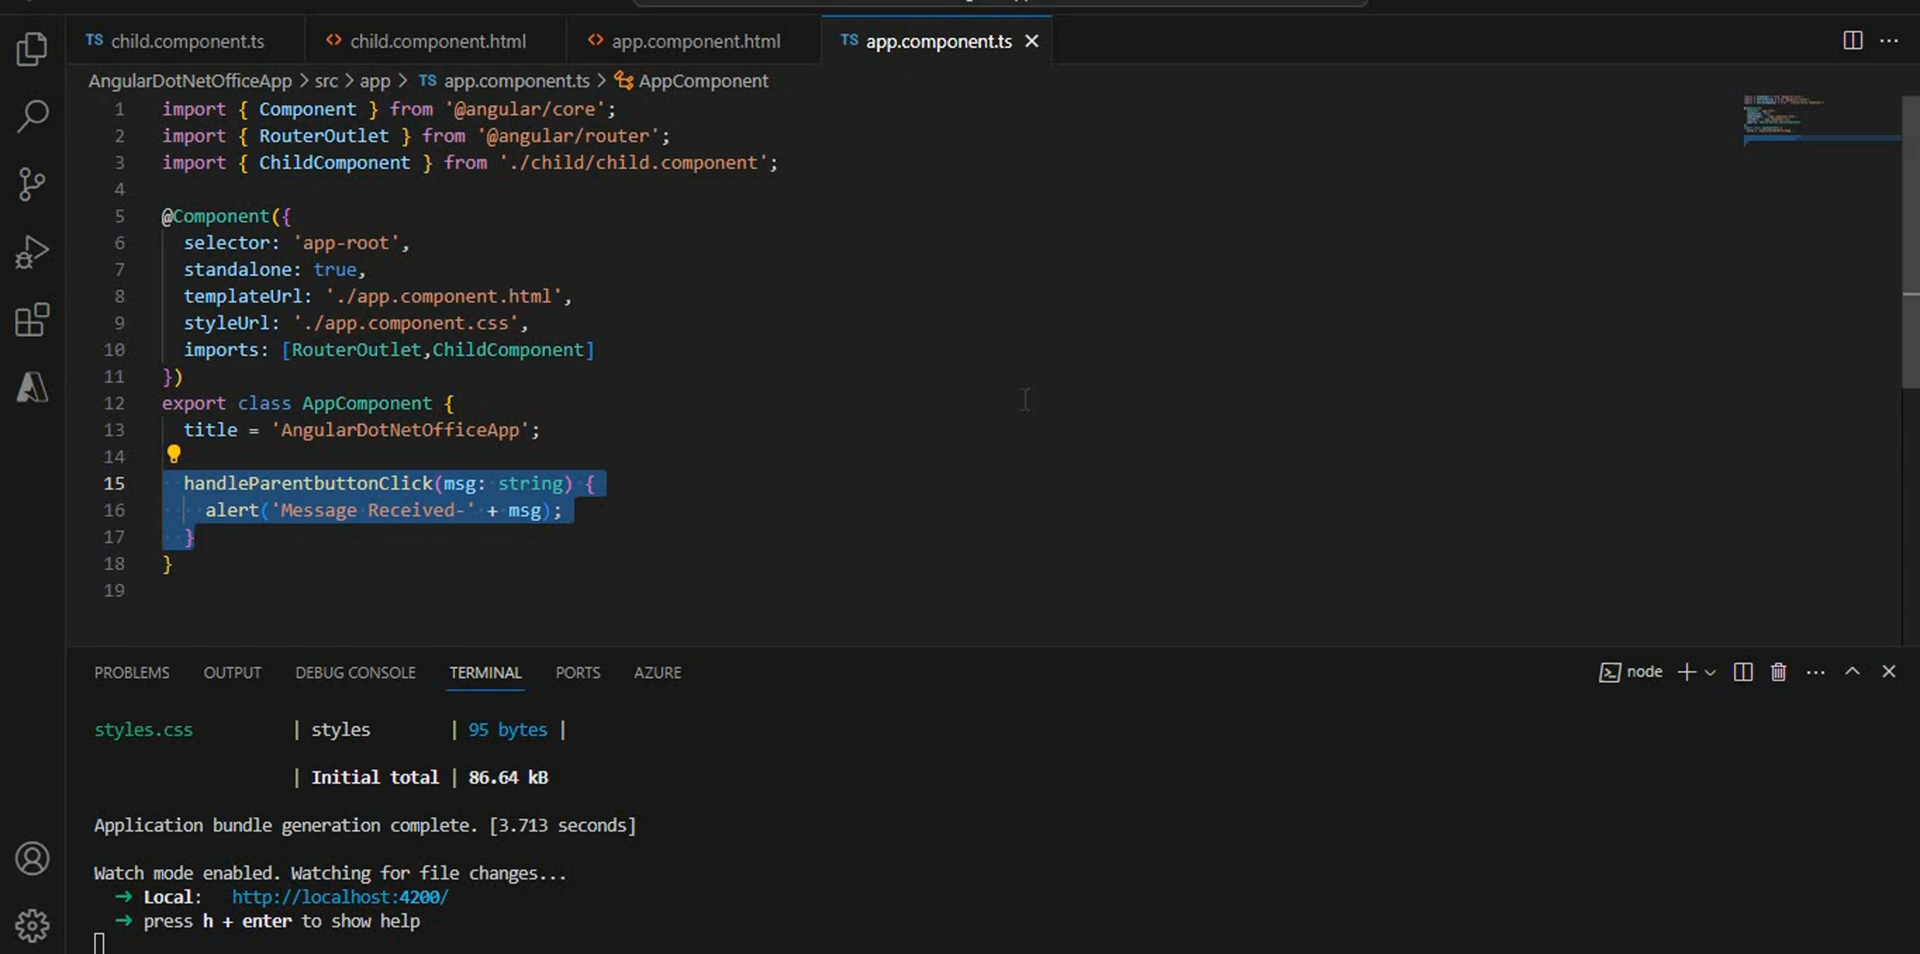 TS child.component.ts <> child.component.html <> app.component.html TS app.component.ts ×
AngularDotNetOfficeApp > src > app > TS app.component.ts > AppComponent
1 import { Component } from '@angular/core';
2 import { RouterOutlet } from '@angular/router';
3 import { ChildComponent } from './child/child.component';
4
5 @Component({
6 selector: 'app-root',
7 standalone: true,
8 templateUrl: './app.component.html',
9 styleUrl: './app.component.css',
10 imports: [RouterOutlet,ChildComponent]
11 })
12 export class AppComponent {
13 title = 'AngularDotNetOfficeApp';
14
15 handleParentbuttonClick(msg: string) {
16 alert('Message Received-' + msg);
17 }
18 }
19
PROBLEMS OUTPUT DEBUG CONSOLE TERMINAL PORTS AZURE node
styles.css | styles | 95 bytes |
| Initial total | 86.64 kB
Application bundle generation complete. [3.713 seconds]
Watch mode enabled. Watching for file changes...
→ Local: http://localhost:4200/
→ press h + enter to show help